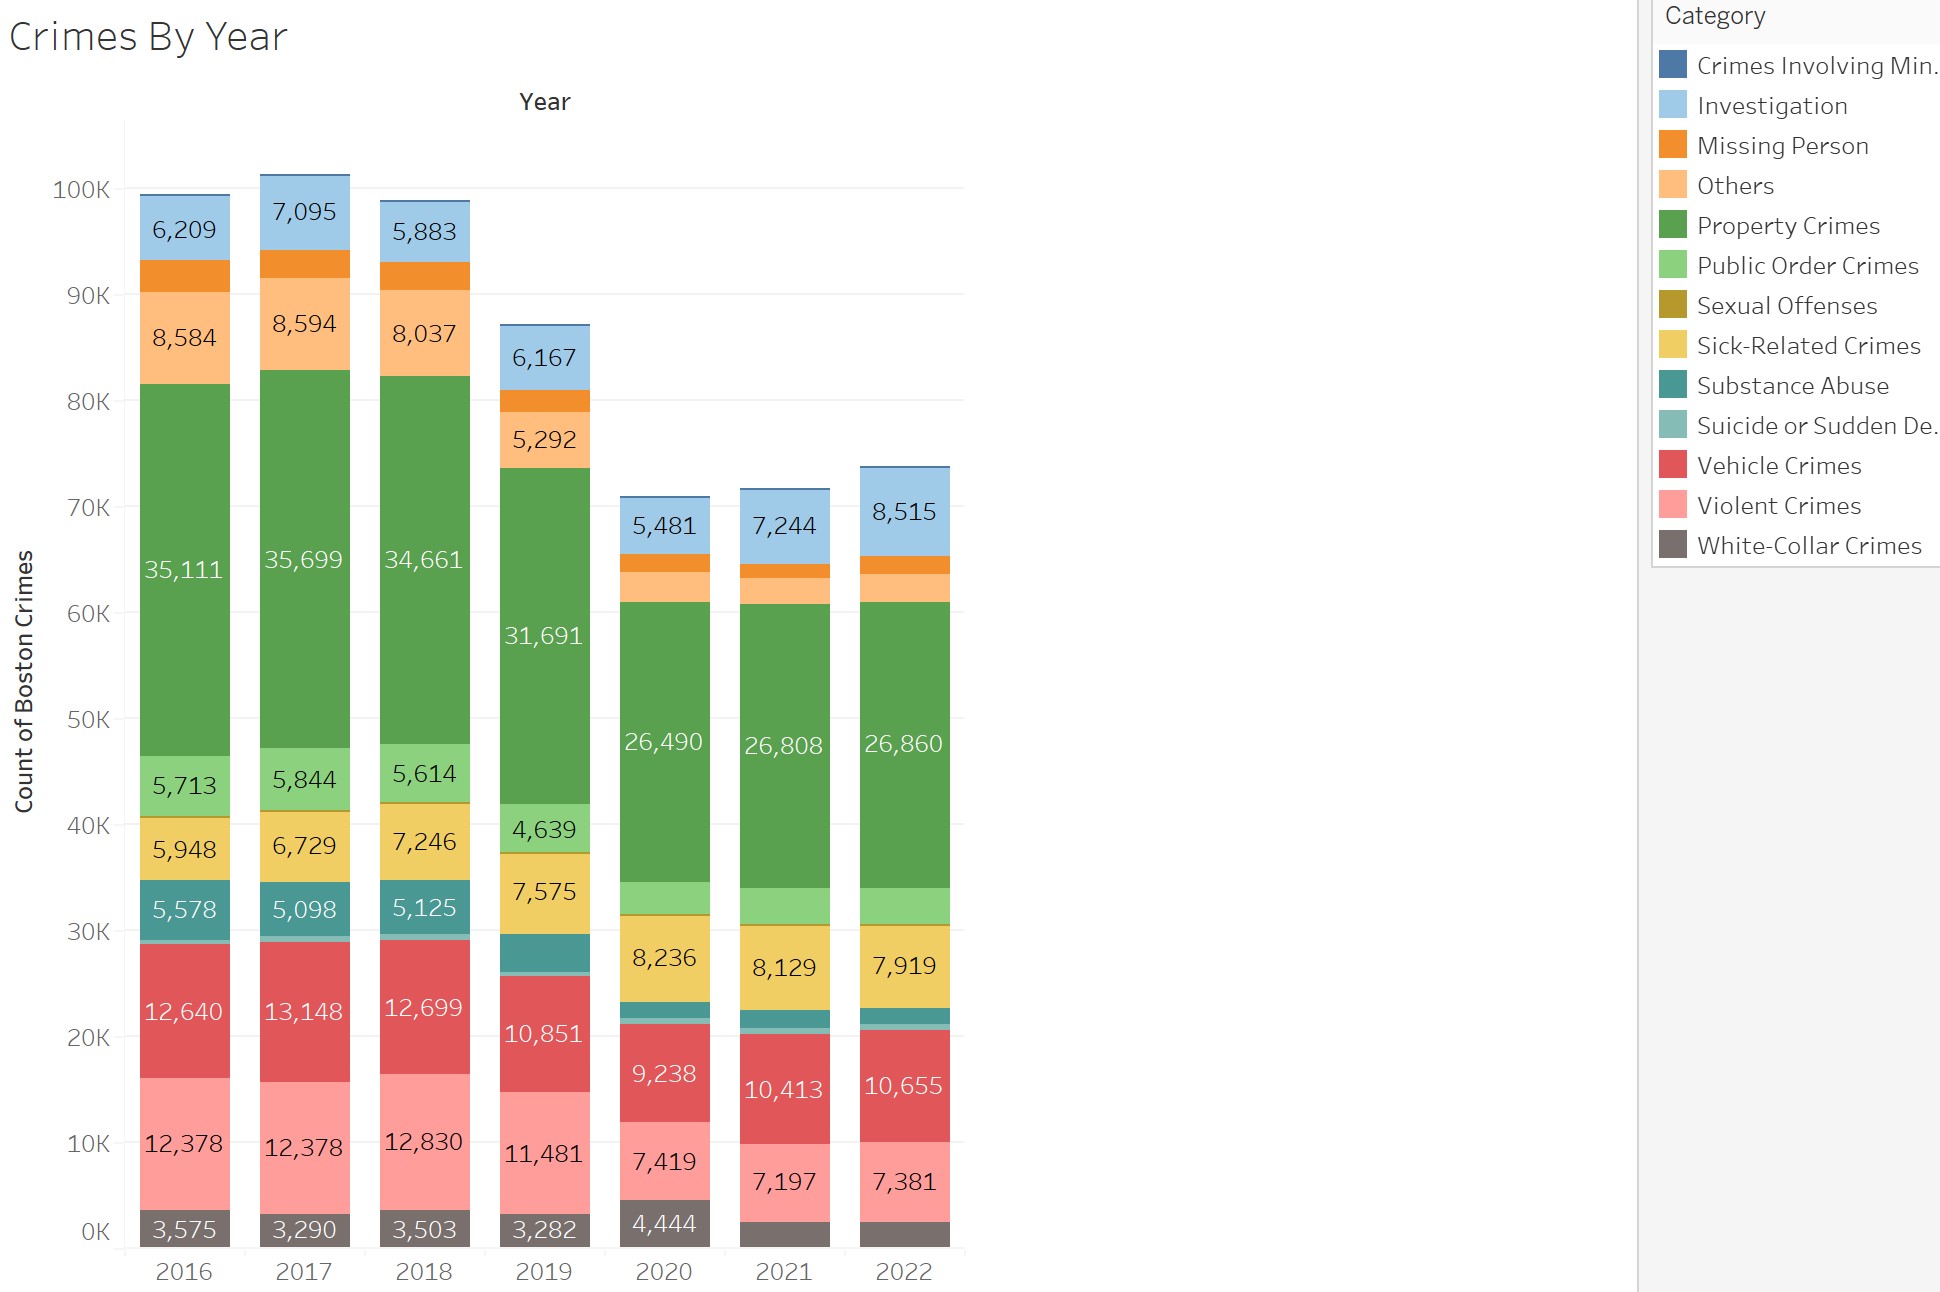 Crimes By Year
Year
Count of Boston Crimes
100K
90K
80K
70K
60K
50K
40K
30K
20K
10K
0K
6,209
8,584
35,111
5,713
5,948
5,578
12,640
12,378
3,575
7,095
8,594
35,699
5,844
6,729
5,098
13,148
12,378
3,290
5,883
8,037
34,661
5,614
7,246
5,125
12,699
12,830
3,503
6,167
5,292
31,691
4,639
7,575
10,851
11,481
3,282
5,481
26,490
8,236
9,238
7,419
4,444
7,244
26,808
8,129
10,413
7,197
8,515
26,860
7,919
10,655
7,381
2016 2017 2018 2019 2020 2021 2022
Category
Crimes Involving Min.
Investigation
Missing Person
Others
Property Crimes
Public Order Crimes
Sexual Offenses
Sick-Related Crimes
Substance Abuse
Suicide or Sudden De.
Vehicle Crimes
Violent Crimes
White-Collar Crimes